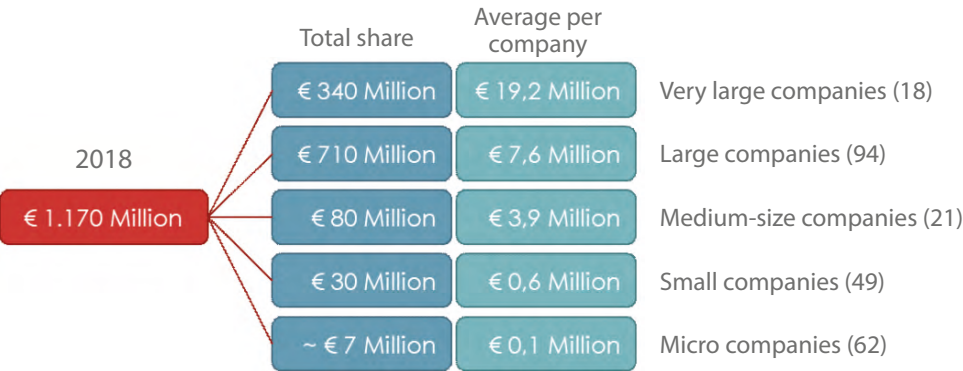 Total share
Average per
company
€ 340 Million
€ 19,2 Million
Very large companies (18)
2018
€ 710 Million
€ 7,6 Million
Large companies (94)
€ 1.170 Million
€ 80 Million
€ 3,9 Million
Medium-size companies (21)
€ 30 Million
€ 0,6 Million
Small companies (49)
~ € 7 Million
€ 0,1 Million
Micro companies (62)